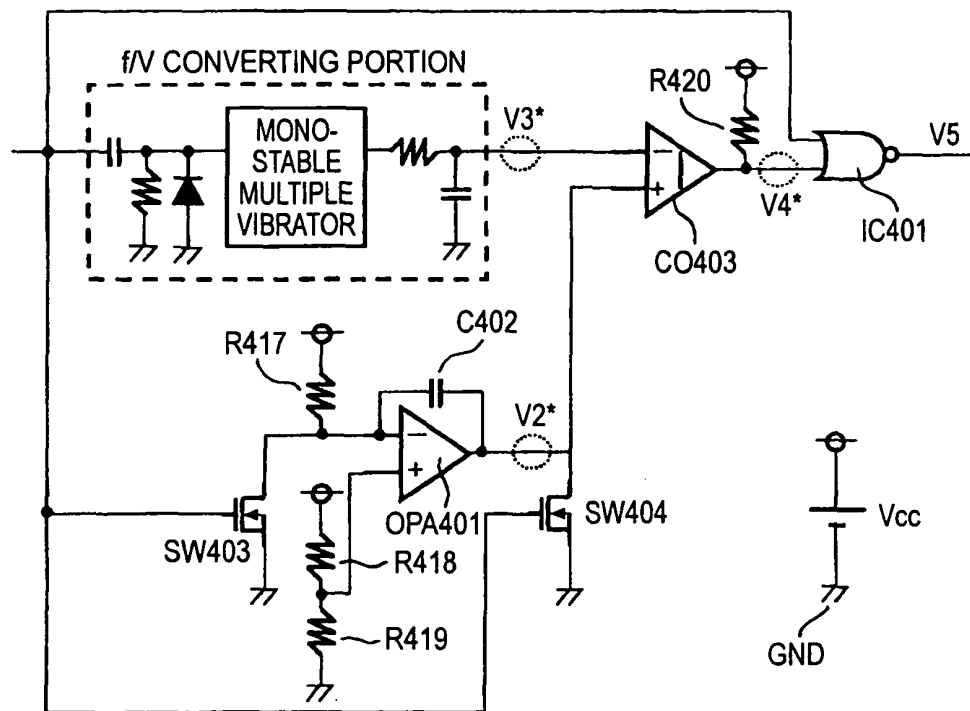 f/V CONVERTING PORTION
MONO-
STABLE
MULTIPLE
VIBRATOR
V3*
R420
V5
V4*
IC401
CO403
C402
R417
V2*
OPA401
SW403
SW404
R418
R419
Vcc
GND